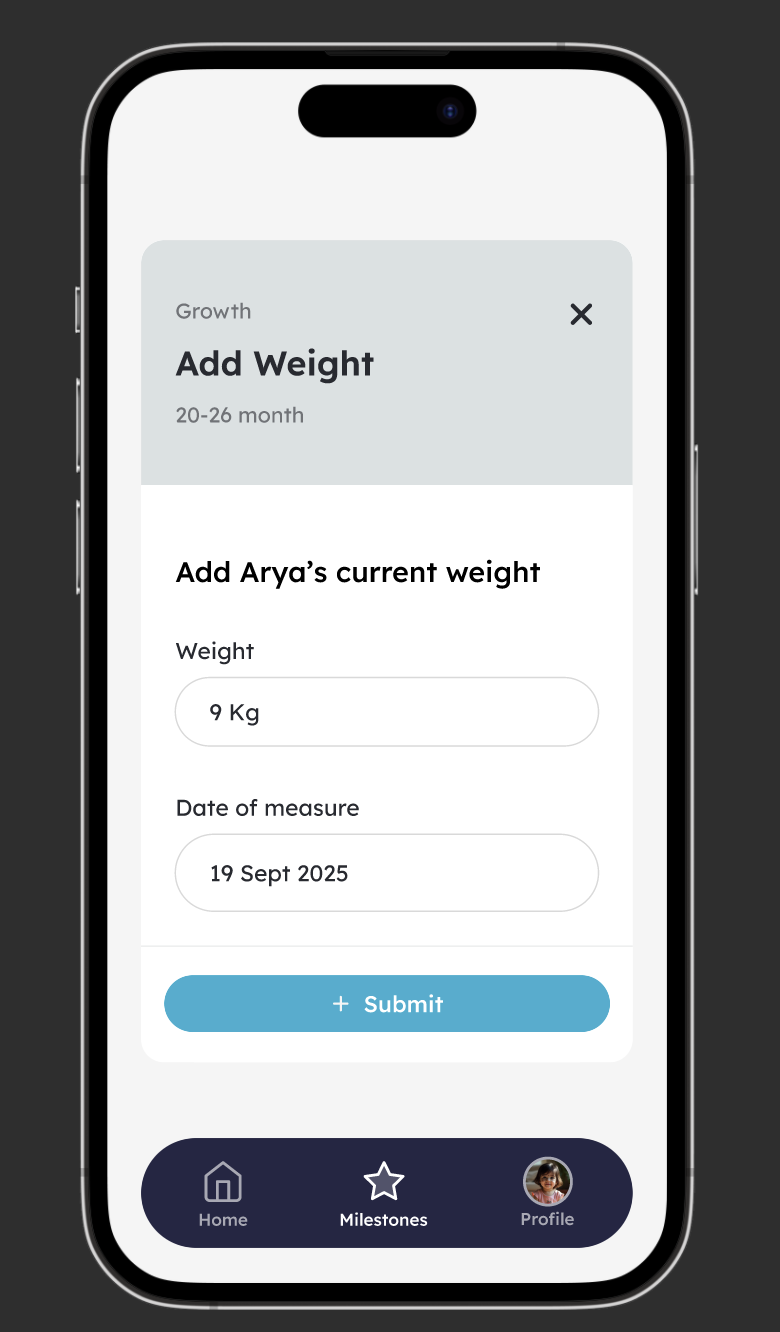 Growth
Add Weight
20-26 month
Add Arya’s current weight
Weight
9 Kg
Date of measure
19 Sept 2025
+ Submit
Home
Milestones
Profile